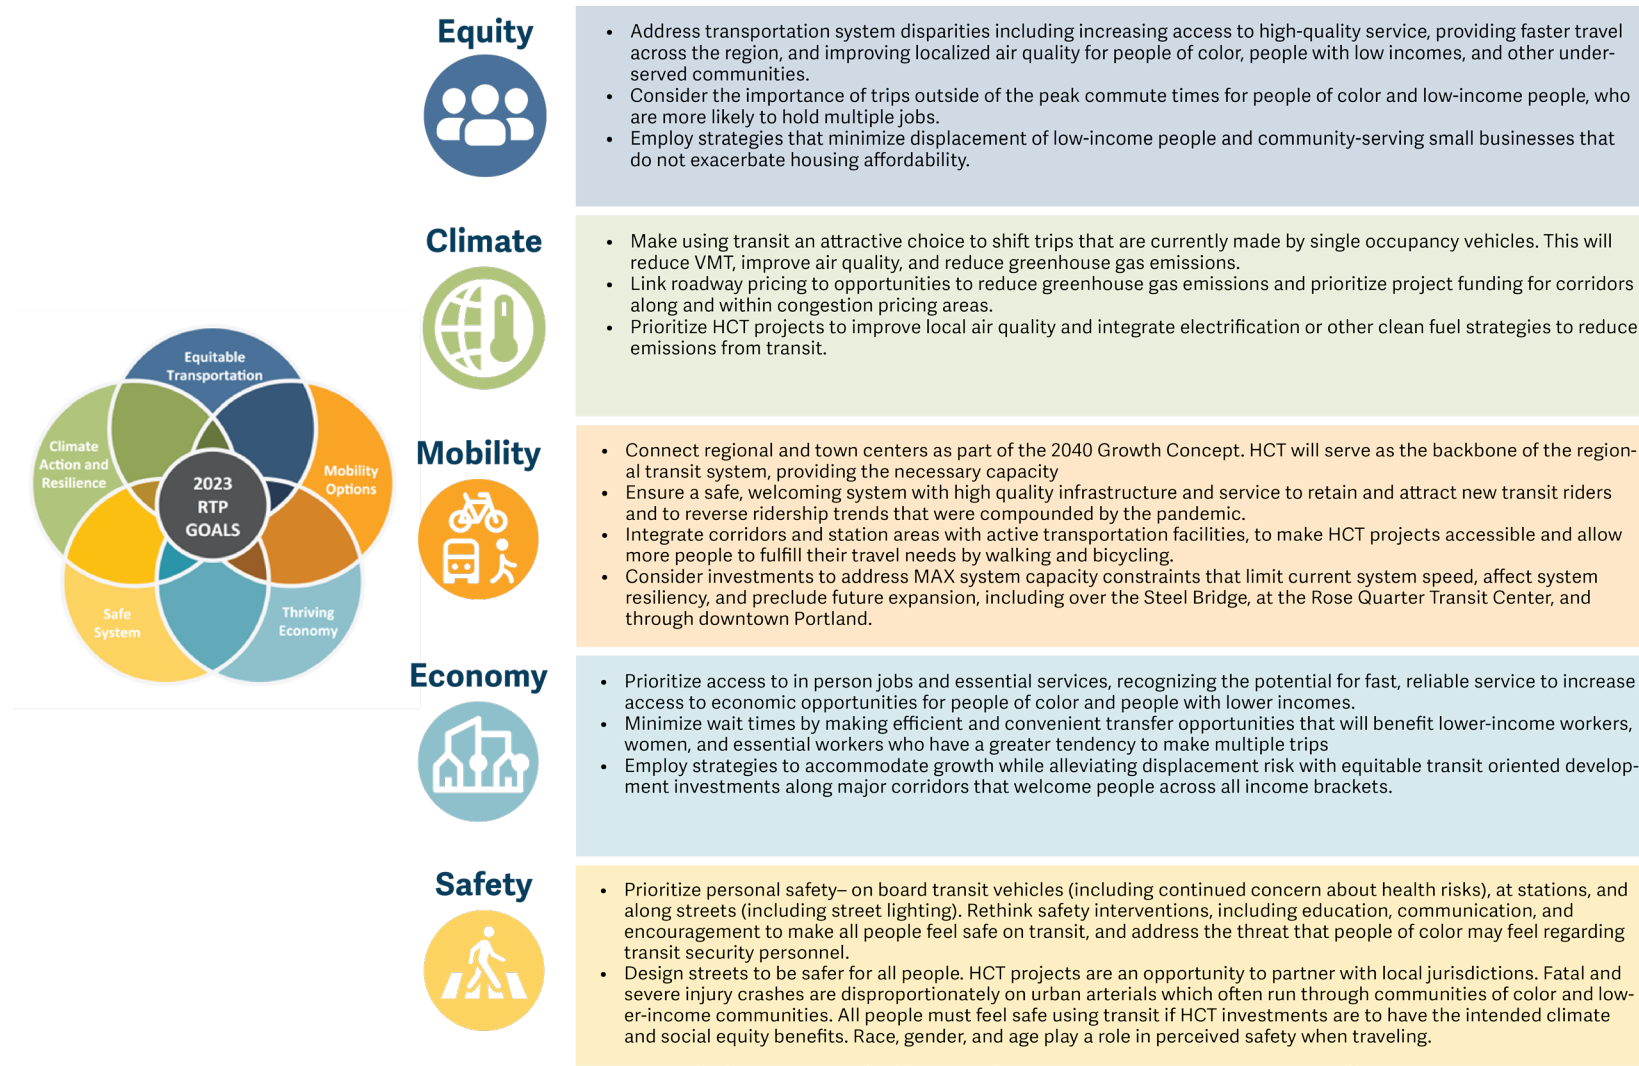 Equity
• Address transportation system disparities including increasing access to high-quality service, providing faster travel
across the region, and improving localized air quality for people of color, people with low incomes, and other under-
served communities.
• Consider the importance of trips outside of the peak commute times for people of color and low-income people, who
are more likely to hold multiple jobs.
• Employ strategies that minimize displacement of low-income people and community-serving small businesses that
do not exacerbate housing affordability.
Climate
• Make using transit an attractive choice to shift trips that are currently made by single occupancy vehicles. This will
reduce VMT, improve air quality, and reduce greenhouse gas emissions.
• Link roadway pricing to opportunities to reduce greenhouse gas emissions and prioritize project funding for corridors
along and within congestion pricing areas.
• Prioritize HCT projects to improve local air quality and integrate electrification or other clean fuel strategies to reduce
emissions from transit.
Equitable
Transportation
Climate
Action and
Resilience
Mobility
Options
2023
RTP
GOALS
Safe
System
Thriving
Economy
Mobility
• Connect regional and town centers as part of the 2040 Growth Concept. HCT will serve as the backbone of the region-
al transit system, providing the necessary capacity
• Ensure a safe, welcoming system with high quality infrastructure and service to retain and attract new transit riders
and to reverse ridership trends that were compounded by the pandemic.
• Integrate corridors and station areas with active transportation facilities, to make HCT projects accessible and allow
more people to fulfill their travel needs by walking and bicycling.
• Consider investments to address MAX system capacity constraints that limit current system speed, affect system
resiliency, and preclude future expansion, including over the Steel Bridge, at the Rose Quarter Transit Center, and
through downtown Portland.
Economy
• Prioritize access to in person jobs and essential services, recognizing the potential for fast, reliable service to increase
access to economic opportunities for people of color and people with lower incomes.
• Minimize wait times by making efficient and convenient transfer opportunities that will benefit lower-income workers,
women, and essential workers who have a greater tendency to make multiple trips
• Employ strategies to accommodate growth while alleviating displacement risk with equitable transit oriented develop-
ment investments along major corridors that welcome people across all income brackets.
Safety
• Prioritize personal safety– on board transit vehicles (including continued concern about health risks), at stations, and
along streets (including street lighting). Rethink safety interventions, including education, communication, and
encouragement to make all people feel safe on transit, and address the threat that people of color may feel regarding
transit security personnel.
• Design streets to be safer for all people. HCT projects are an opportunity to partner with local jurisdictions. Fatal and
severe injury crashes are disproportionately on urban arterials which often run through communities of color and low-
er-income communities. All people must feel safe using transit if HCT investments are to have the intended climate
and social equity benefits. Race, gender, and age play a role in perceived safety when traveling.